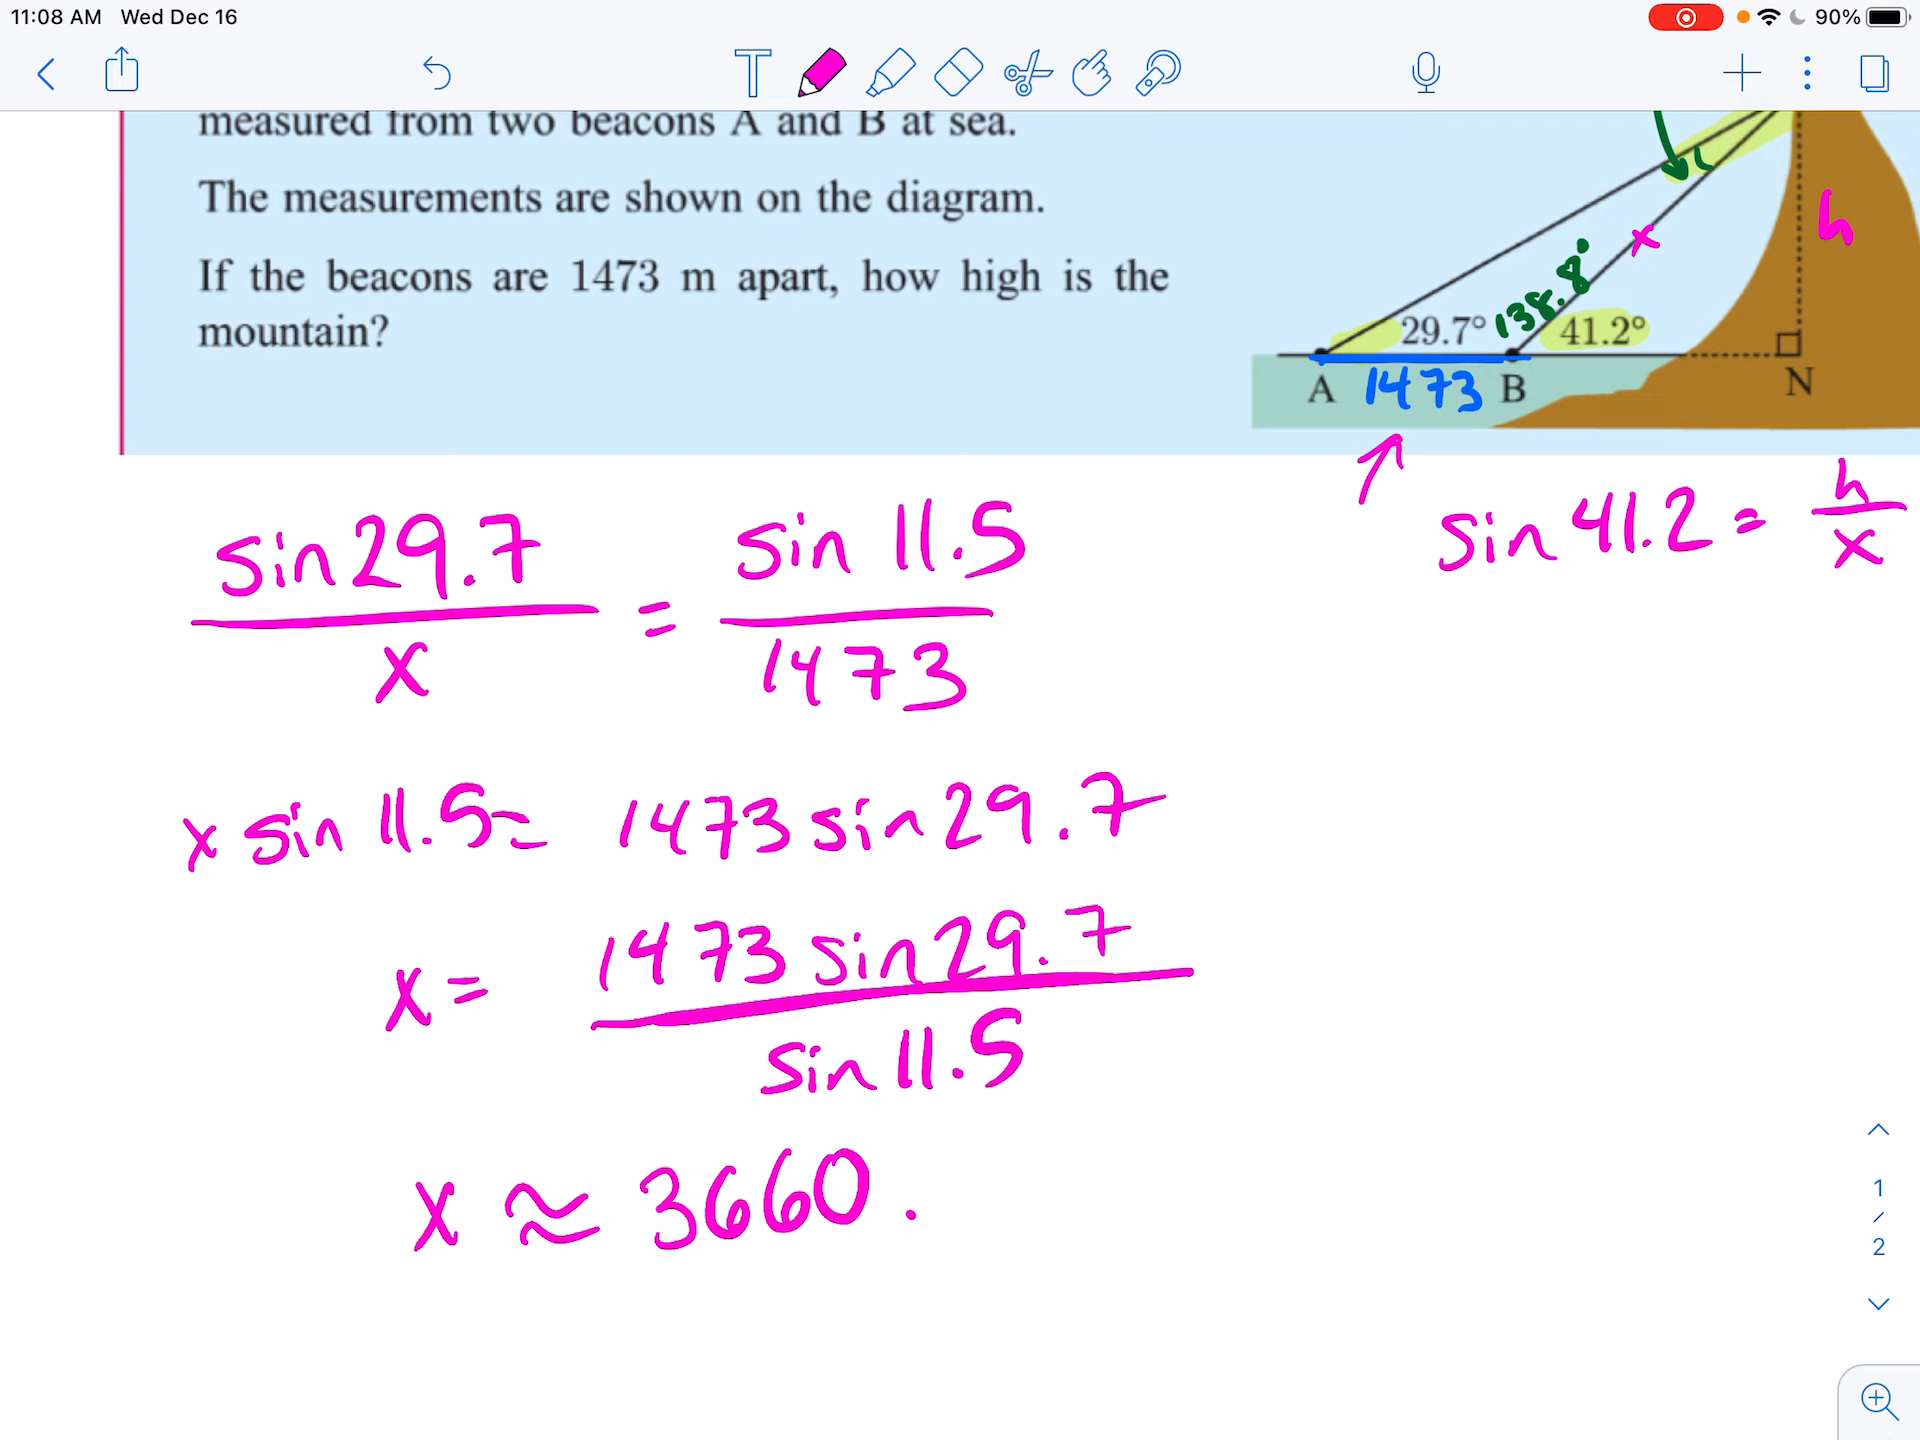 11:08 AM Wed Dec 16
90%
T
measured from two beacons A and B at sea.
The measurements are shown on the diagram.
If the beacons are 1473 m apart, how high is the
mountain?
h
x
138.8°
29.7°
41.2°
A
1473
B
N
sin 29.7 / x = sin 11.5 / 1473
sin 41.2 = h / x
x sin 11.5 = 1473 sin 29.7
x = 1473 sin 29.7 / sin 11.5
x ≈ 3660.
1
/
2